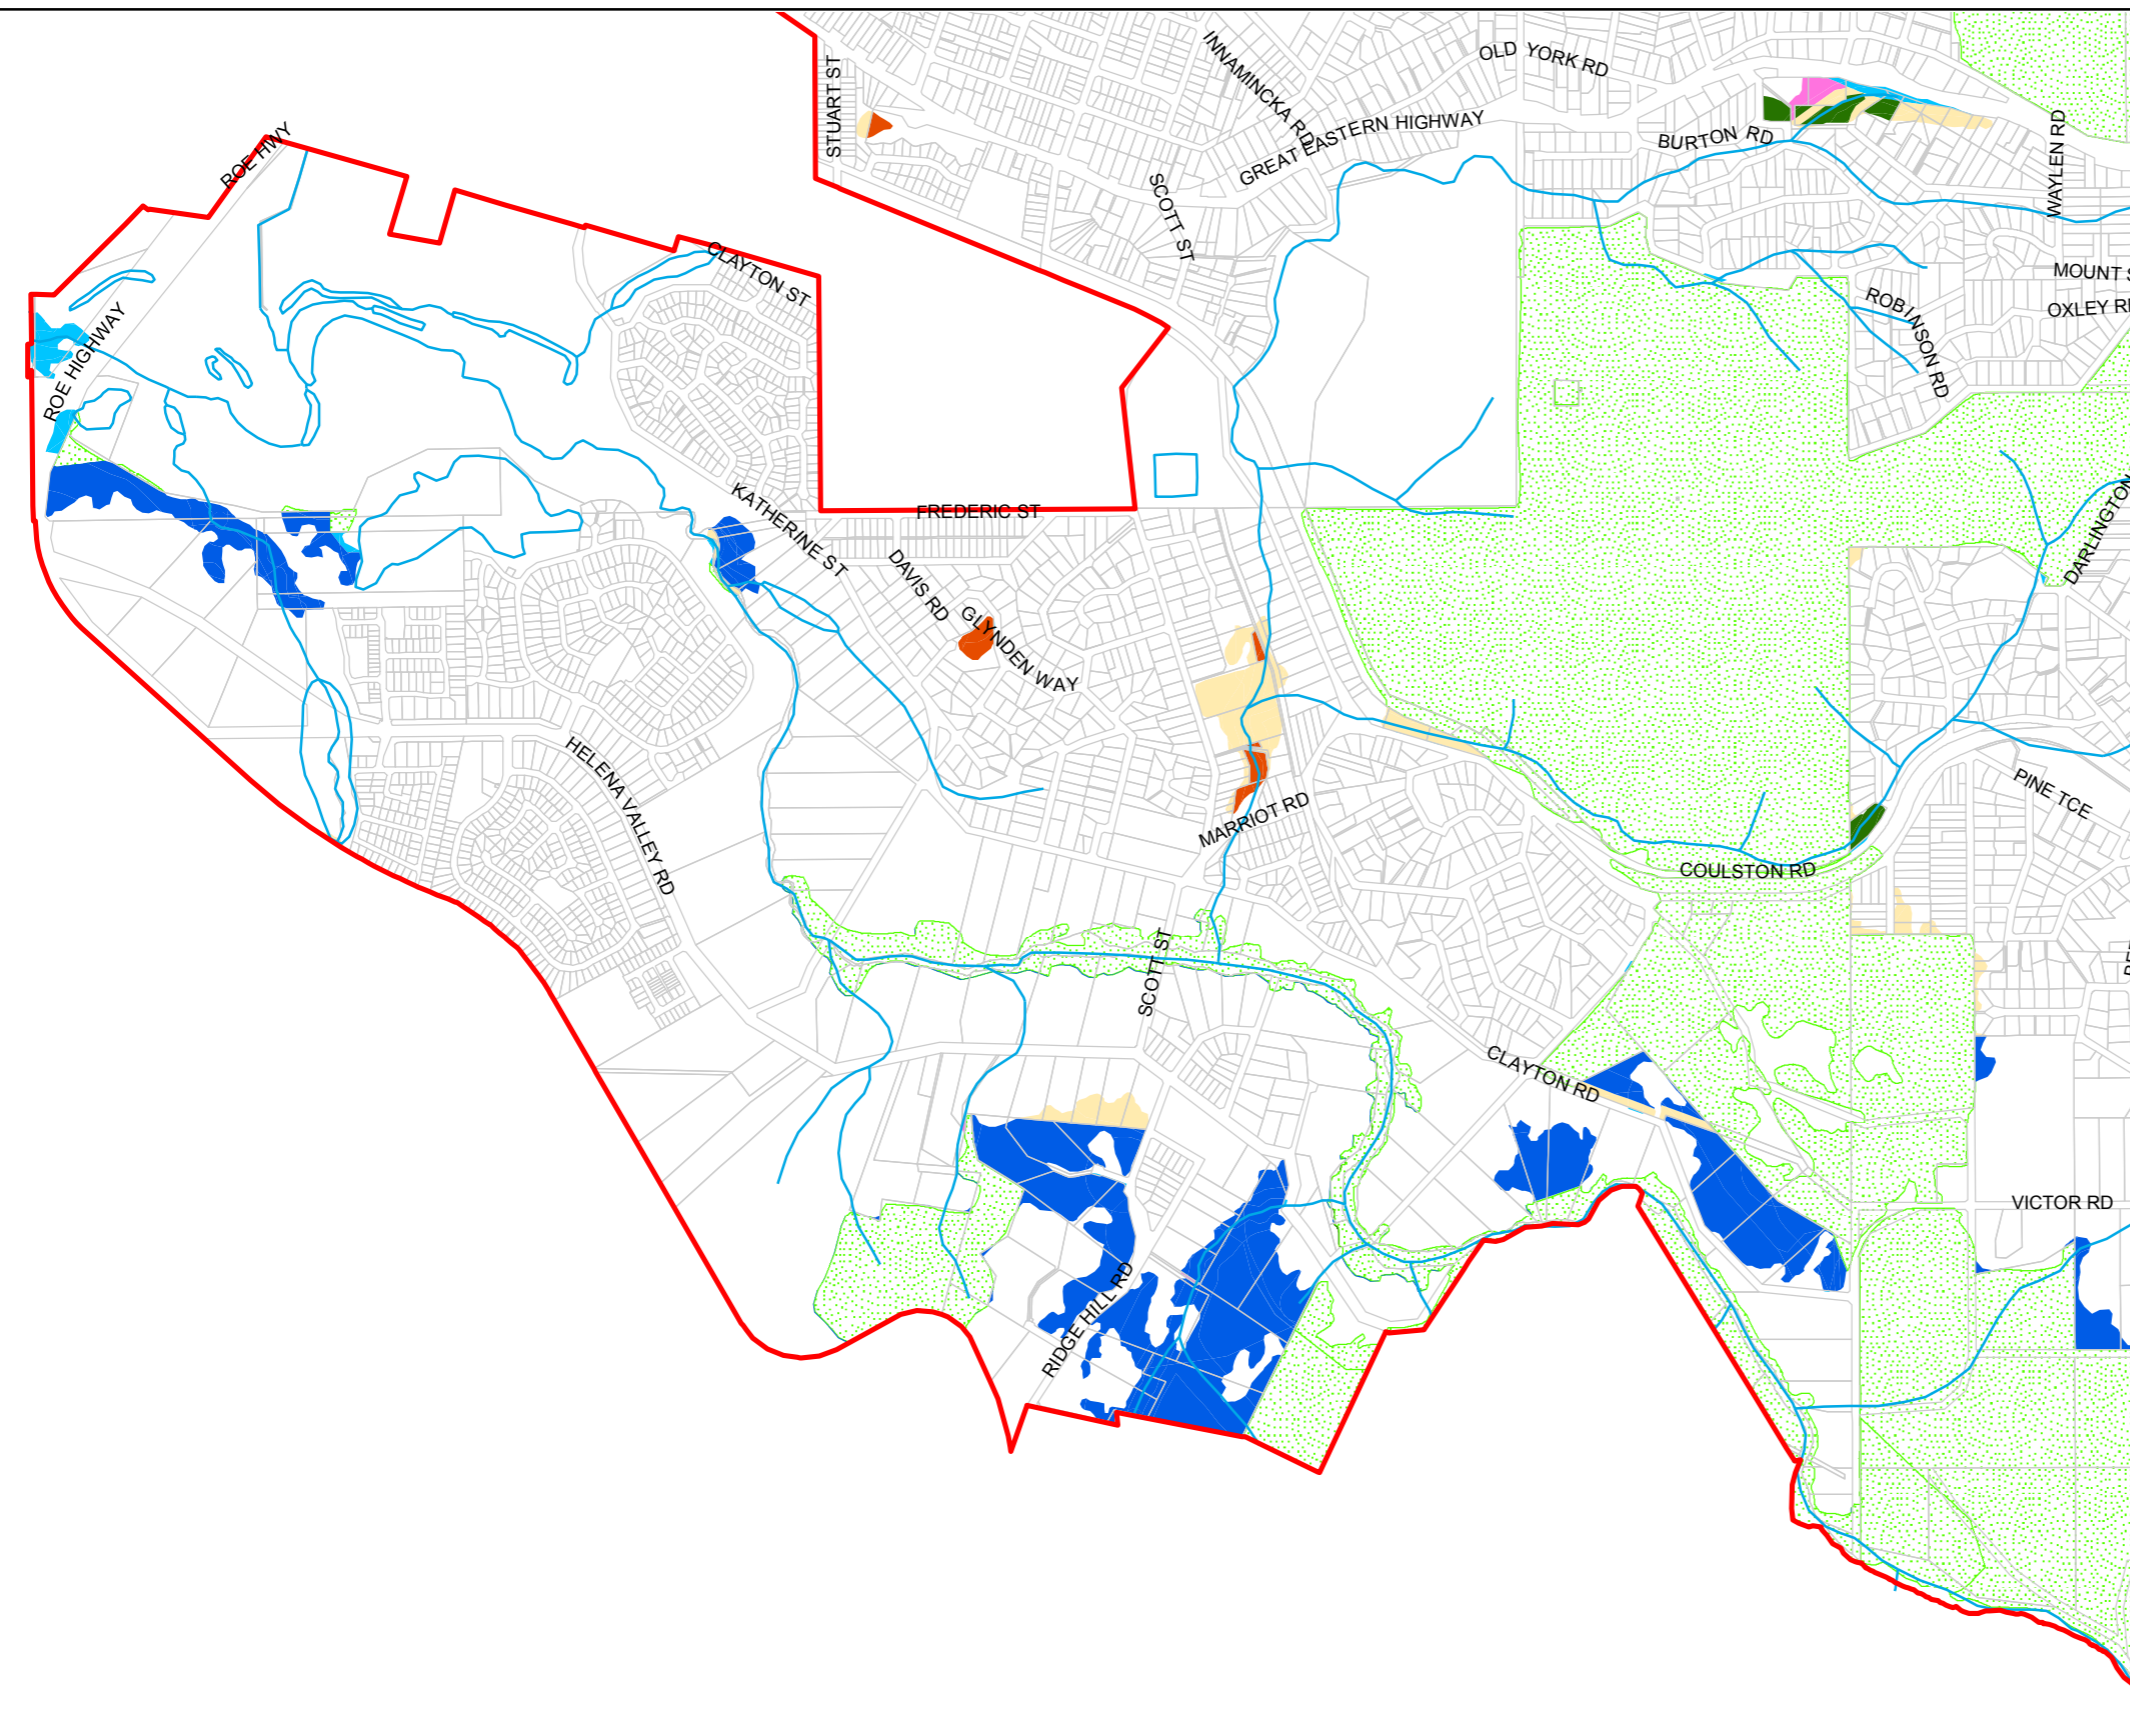 OLD YORK RD
INNAMINCKA RD
STUART ST
GREAT EASTERN HIGHWAY
BURTON RD
WAYLEN RD
ROE HWY
SCOTT ST
CLAYTON ST
MOUNT S
OXLEY R
ROBINSON RD
ROE HIGHWAY
KATHERINE ST
FREDERIC ST
DARLINGTON
DAVIS RD
GLYNDEN WAY
HELENA VALLEY RD
PINE TCE
MARRIOT RD
COULSTON RD
SCOTT ST
CLAYTON RD
VICTOR RD
RIDGE HILL RD